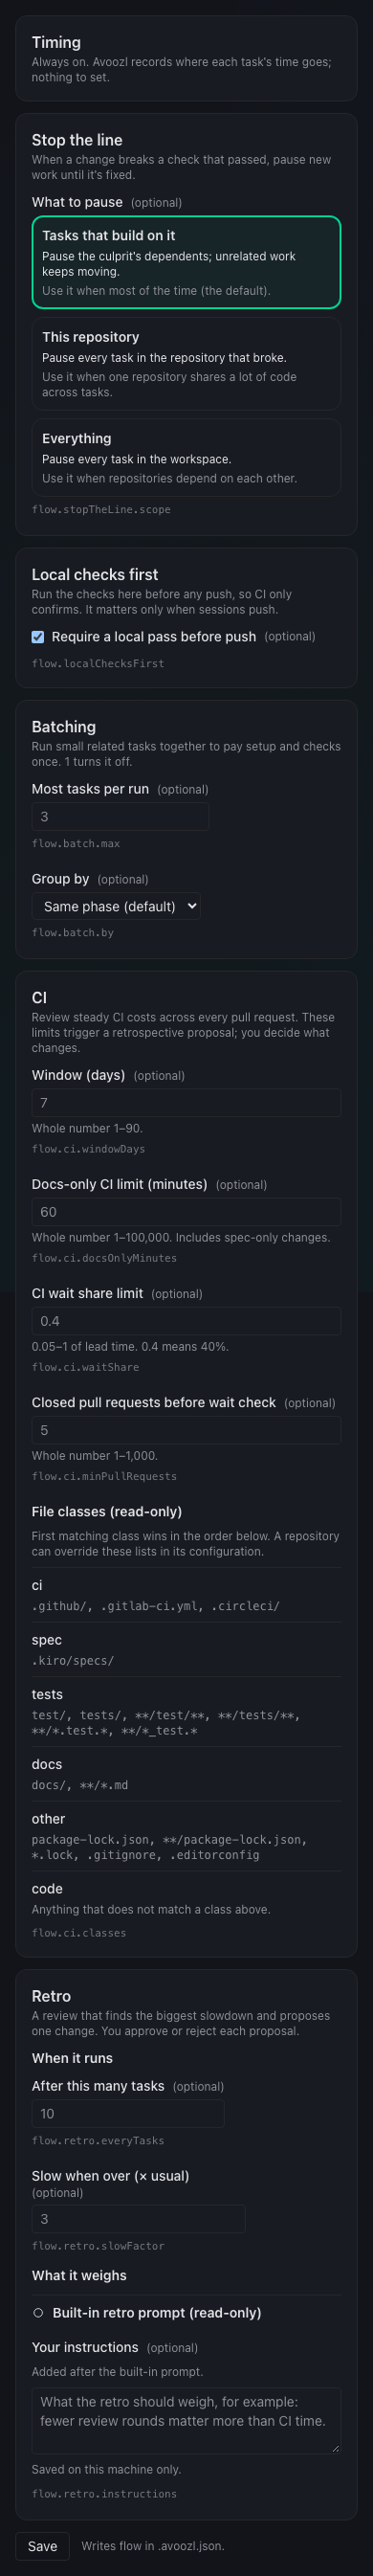 Timing
Always on. Avoozl records where each task's time goes;
nothing to set.
Stop the line
When a change breaks a check that passed, pause new
work until it's fixed.
What to pause (optional)
Tasks that build on it
Pause the culprit's dependents; unrelated work
keeps moving.
Use it when most of the time (the default).
This repository
Pause every task in the repository that broke.
Use it when one repository shares a lot of code
across tasks.
Everything
Pause every task in the workspace.
Use it when repositories depend on each other.
flow.stopTheLine.scope
Local checks first
Run the checks here before any push, so CI only
confirms. It matters only when sessions push.
Require a local pass before push (optional)
flow.localChecksFirst
Batching
Run small related tasks together to pay setup and checks
once. 1 turns it off.
Most tasks per run (optional)
3
flow.batch.max
Group by (optional)
Same phase (default)
flow.batch.by
CI
Review steady CI costs across every pull request. These
limits trigger a retrospective proposal; you decide what
changes.
Window (days) (optional)
7
Whole number 1–90.
flow.ci.windowDays
Docs-only CI limit (minutes) (optional)
60
Whole number 1–100,000. Includes spec-only changes.
flow.ci.docsOnlyMinutes
CI wait share limit (optional)
0.4
0.05–1 of lead time. 0.4 means 40%.
flow.ci.waitShare
Closed pull requests before wait check (optional)
5
Whole number 1–1,000.
flow.ci.minPullRequests
File classes (read-only)
First matching class wins in the order below. A repository
can override these lists in its configuration.
ci
.github/, .gitlab-ci.yml, .circleci/
spec
.kiro/specs/
tests
test/, tests/, **/test/**, **/tests/**,
**/*.test.*, **/*_test.*
docs
docs/, **/*.md
other
package-lock.json, **/package-lock.json,
*.lock, .gitignore, .editorconfig
code
Anything that does not match a class above.
flow.ci.classes
Retro
A review that finds the biggest slowdown and proposes
one change. You approve or reject each proposal.
When it runs
After this many tasks (optional)
10
flow.retro.everyTasks
Slow when over (× usual)
(optional)
3
flow.retro.slowFactor
What it weighs
Built-in retro prompt (read-only)
Your instructions (optional)
Added after the built-in prompt.
What the retro should weigh, for example:
fewer review rounds matter more than CI time.
Saved on this machine only.
flow.retro.instructions
Save Writes flow in .avoozl.json.